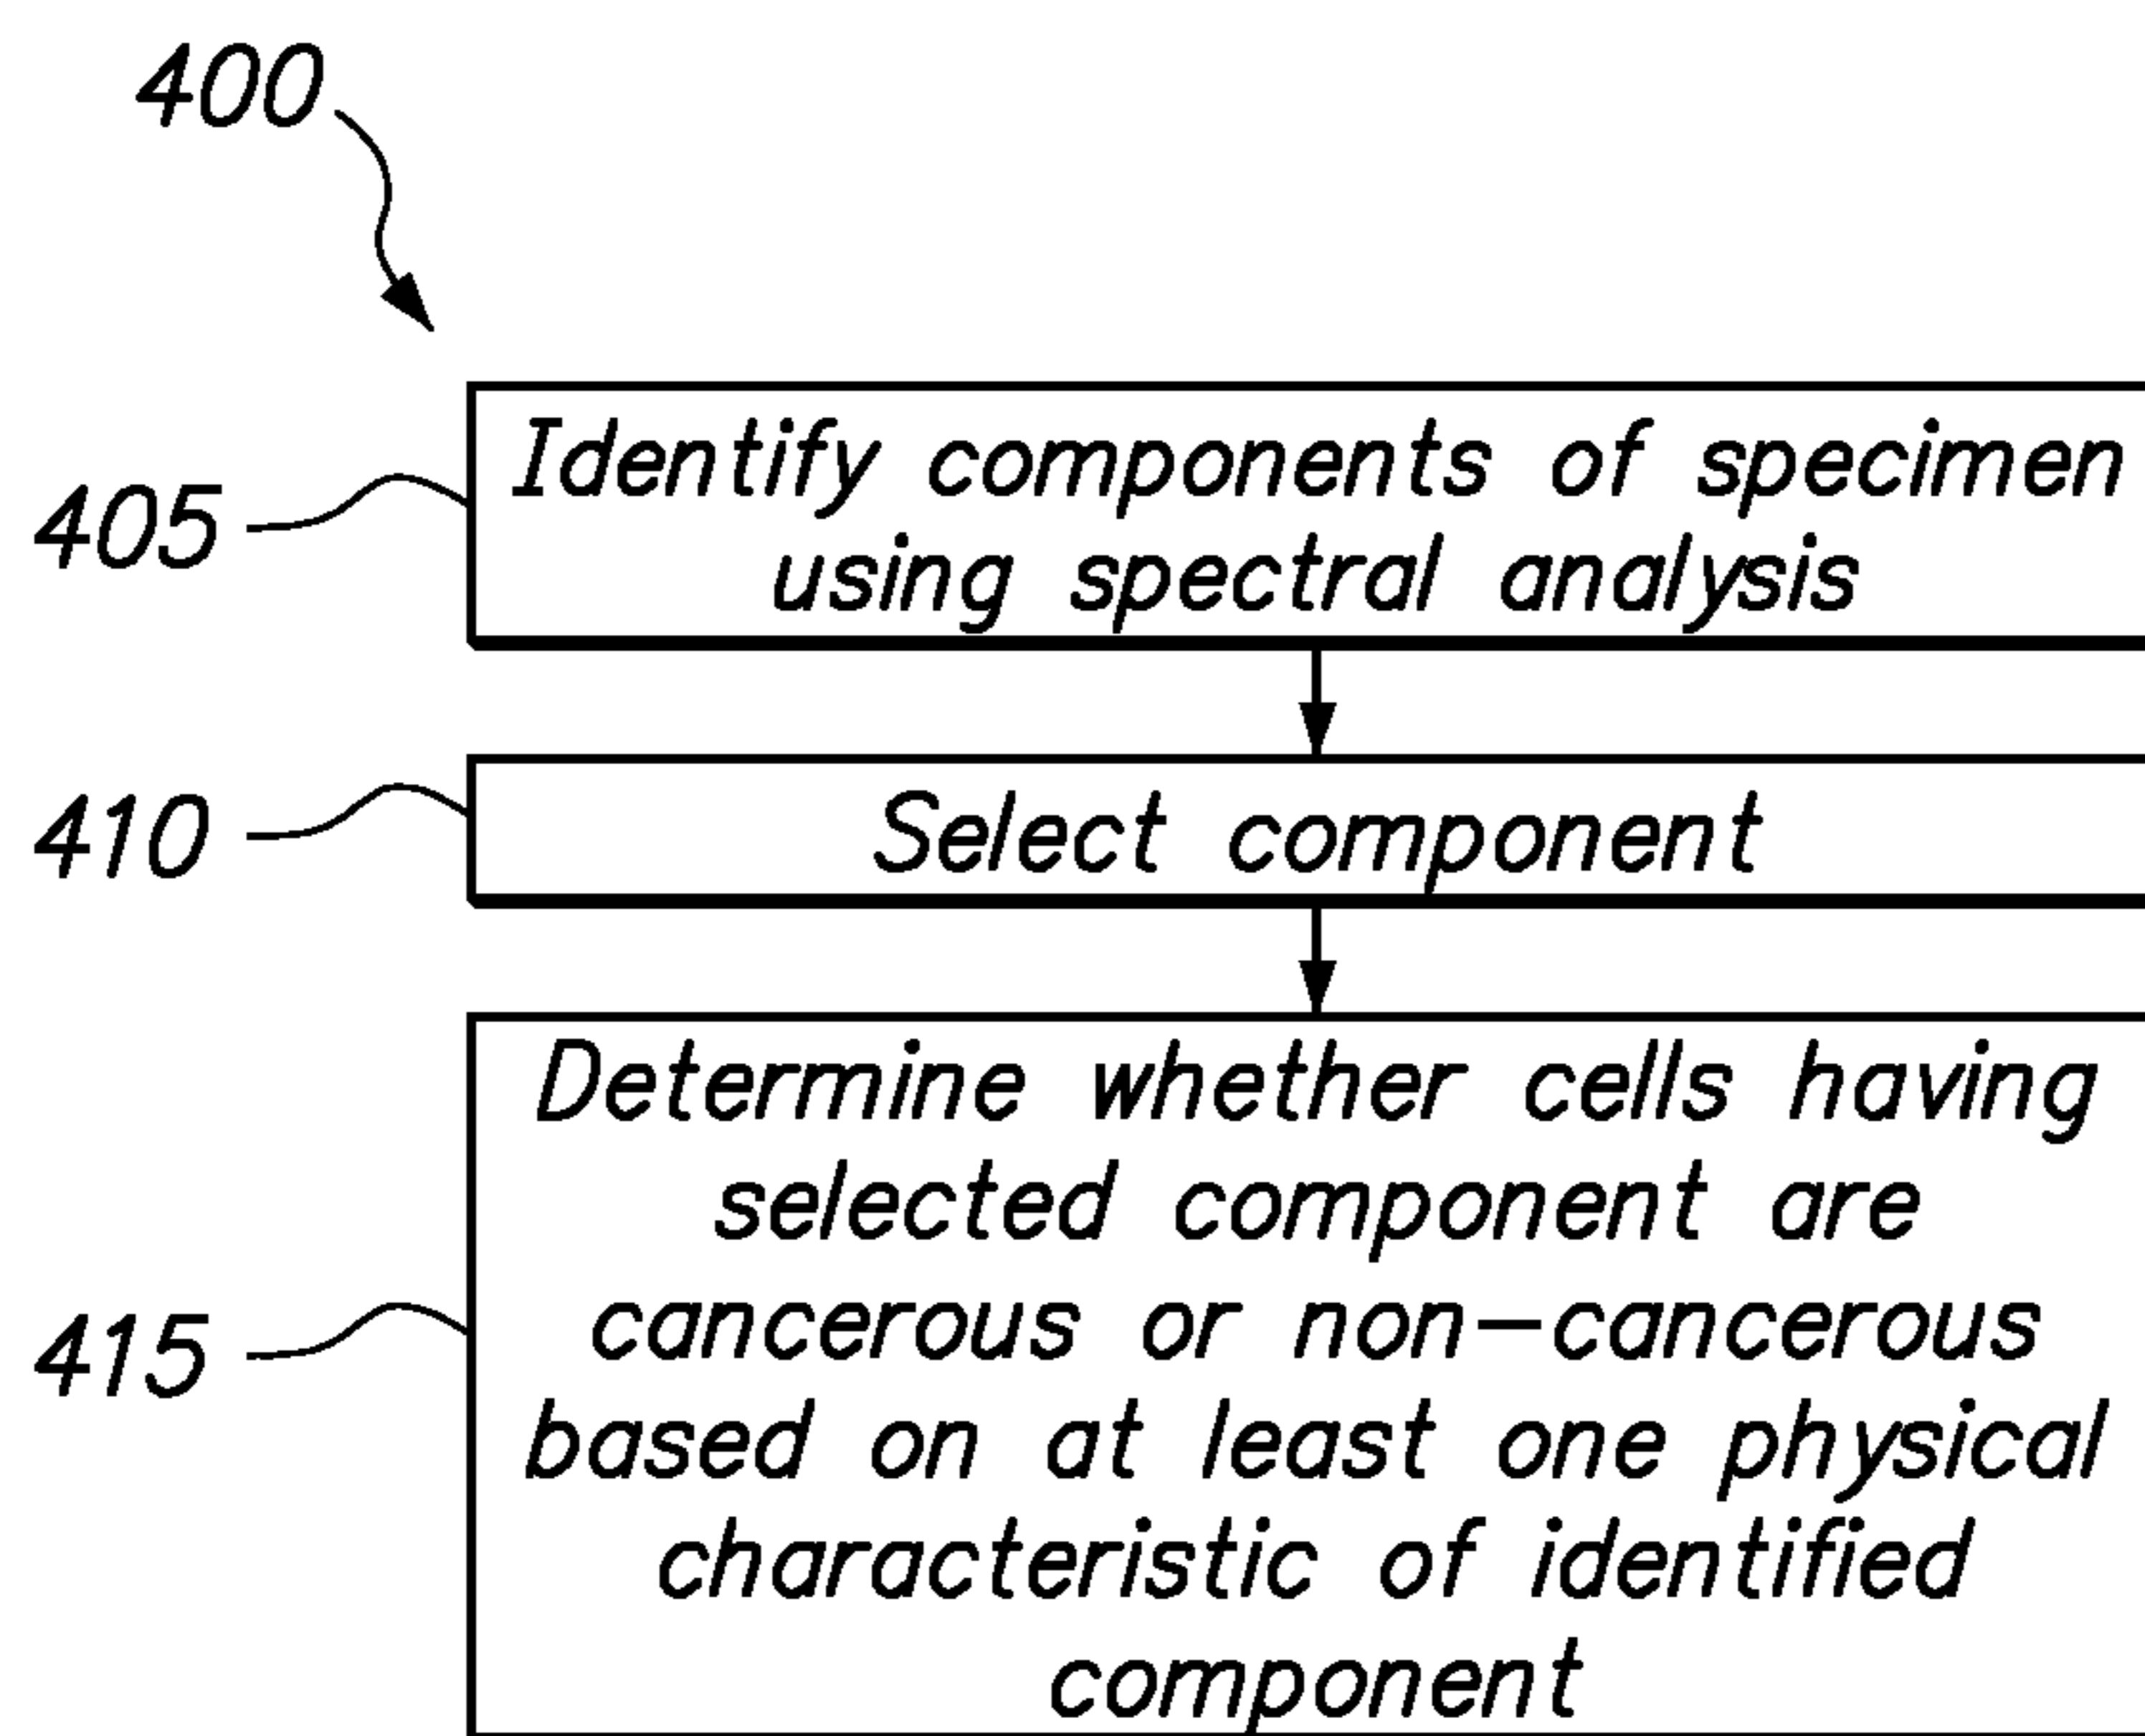 400
405
Identify components of specimen
using spectral analysis
410
Select component
415
Determine whether cells having
selected component are
cancerous or non-cancerous
based on at least one physical
characteristic of identified
component